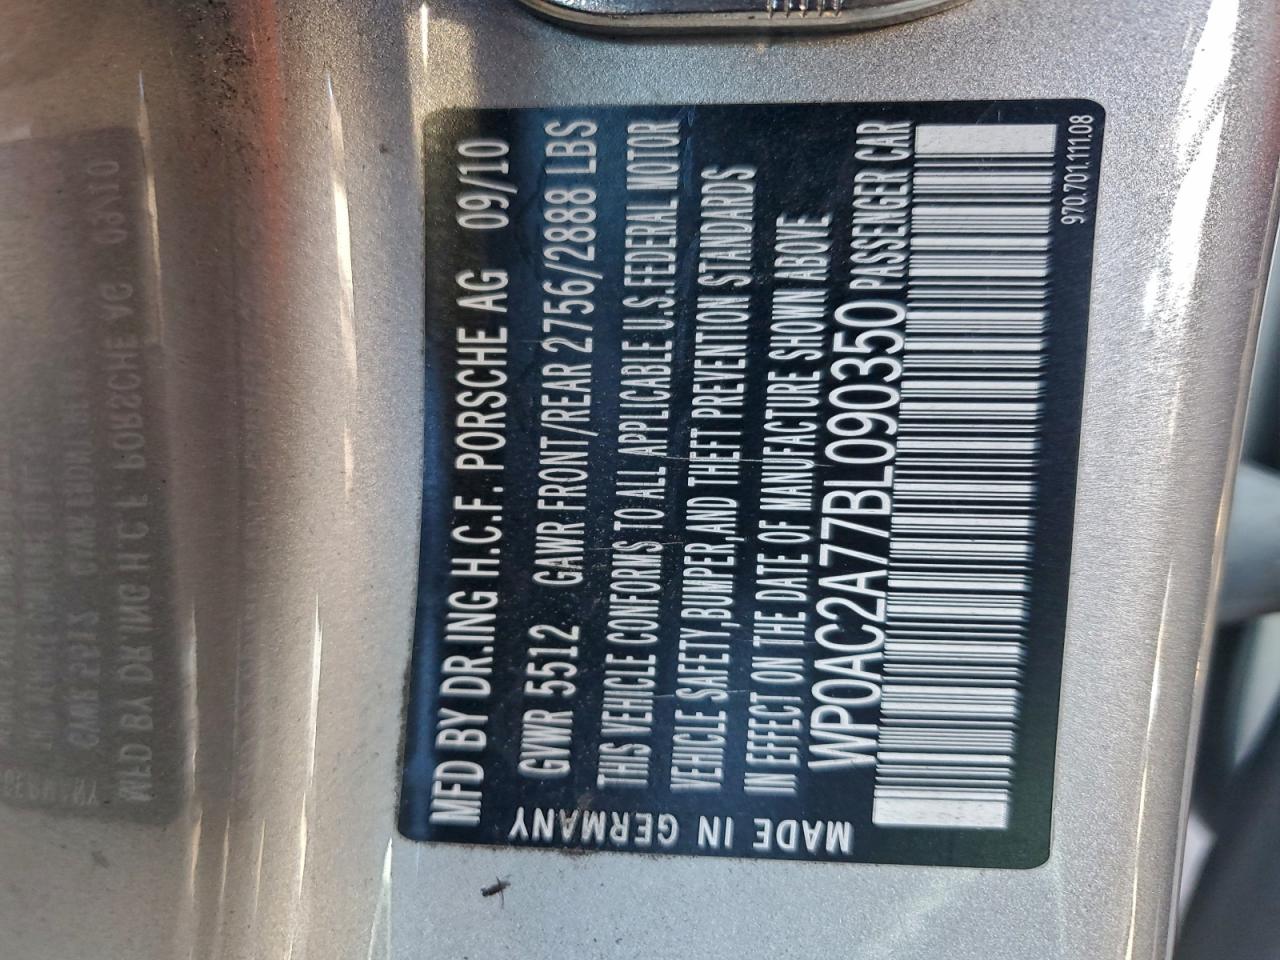 MFD BY DR.ING H.C.F. PORSCHE AG 09/10
GVWR 5512 GAWR FRONT/REAR 2756/2888 LBS
THIS VEHICLE CONFORMS TO ALL APPLICABLE U.S.FEDERAL MOTOR
VEHICLE SAFETY,BUMPER,AND THEFT PREVENTION STANDARDS
IN EFFECT ON THE DATE OF MANUFACTURE SHOWN ABOVE
WP0AC2A77BL090350 PASSENGER CAR
970.701.111.08
MADE IN GERMANY